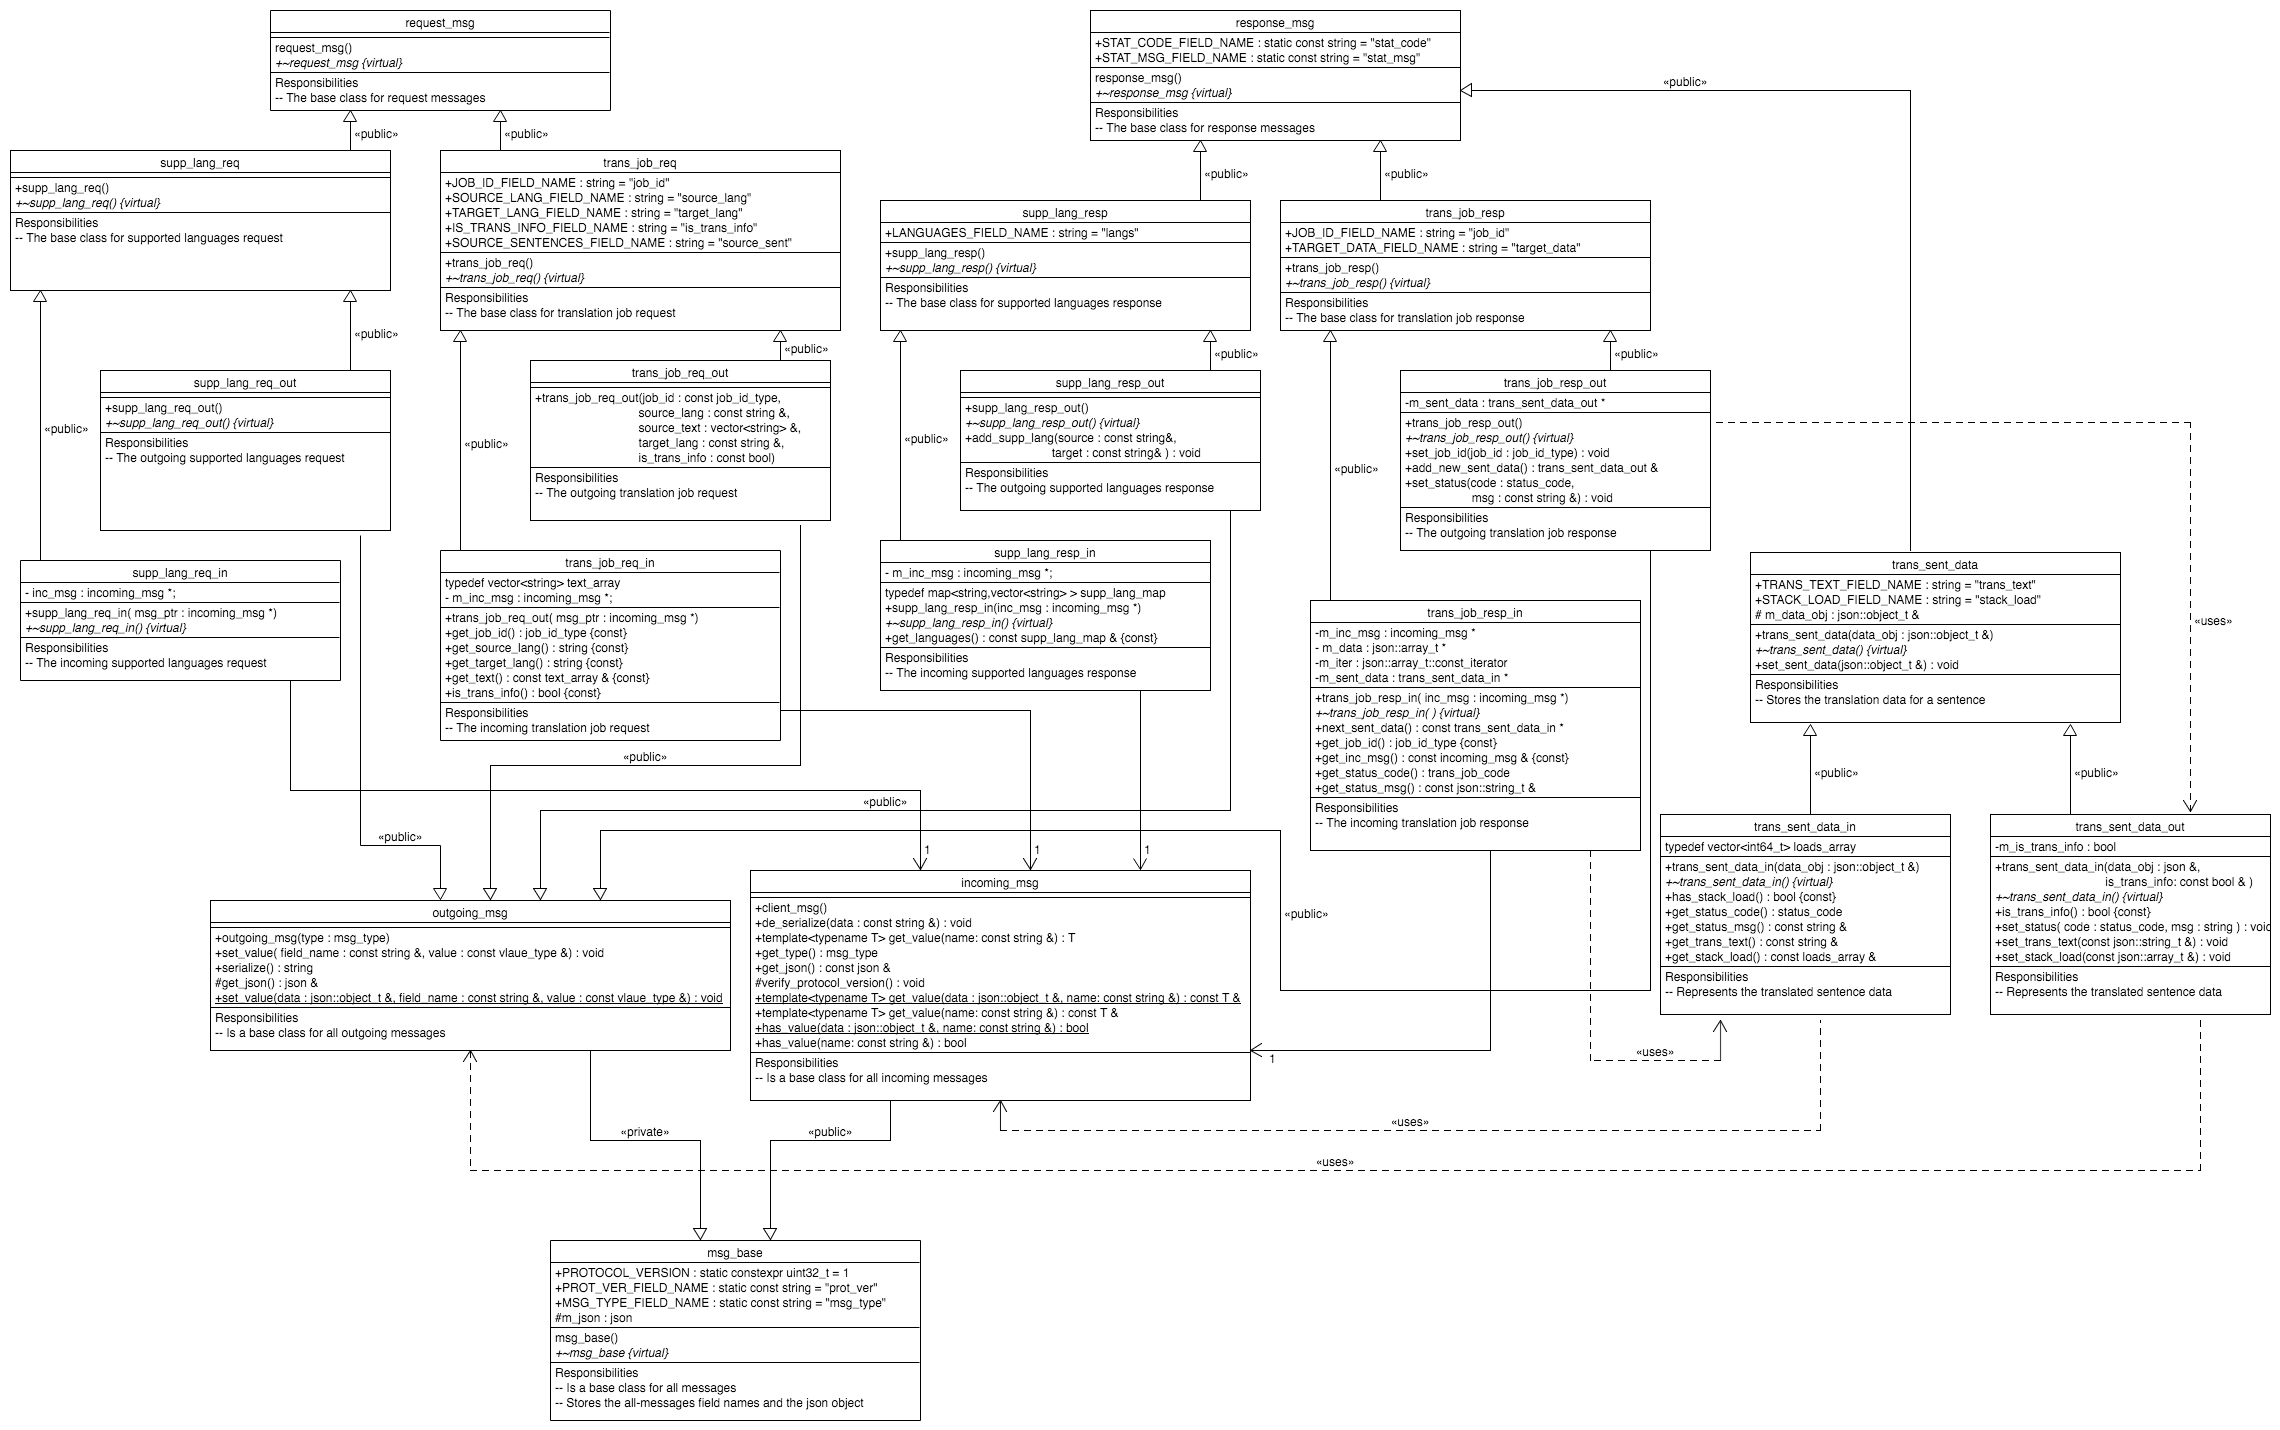 request_msg
request_msg()
+~request_msg {virtual}
Responsibilities
-- The base class for request messages
response_msg
+STAT_CODE_FIELD_NAME : static const string = "stat_code"
+STAT_MSG_FIELD_NAME : static const string = "stat_msg"
response_msg()
+~response_msg {virtual}
Responsibilities
-- The base class for response messages
«public»
«public»
«public»
«public»
«public»
supp_lang_req
+supp_lang_req()
+~supp_lang_req() {virtual}
Responsibilities
-- The base class for supported languages request
trans_job_req
+JOB_ID_FIELD_NAME : string = "job_id"
+SOURCE_LANG_FIELD_NAME : string = "source_lang"
+TARGET_LANG_FIELD_NAME : string = "target_lang"
+IS_TRANS_INFO_FIELD_NAME : string = "is_trans_info"
+SOURCE_SENTENCES_FIELD_NAME : string = "source_sent"
+trans_job_req()
+~trans_job_req() {virtual}
Responsibilities
-- The base class for translation job request
supp_lang_resp
+LANGUAGES_FIELD_NAME : string = "langs"
+supp_lang_resp()
+~supp_lang_resp() {virtual}
Responsibilities
-- The base class for supported languages response
trans_job_resp
+JOB_ID_FIELD_NAME : string = "job_id"
+TARGET_DATA_FIELD_NAME : string = "target_data"
+trans_job_resp()
+~trans_job_resp() {virtual}
Responsibilities
-- The base class for translation job response
«public»
«public»
«public»
«public»
supp_lang_req_out
+supp_lang_req_out()
+~supp_lang_req_out() {virtual}
Responsibilities
-- The outgoing supported languages request
trans_job_req_out
+trans_job_req_out(job_id : const job_id_type,
source_lang : const string &,
source_text : vector<string> &,
target_lang : const string &,
is_trans_info : const bool)
Responsibilities
-- The outgoing translation job request
supp_lang_resp_out
+supp_lang_resp_out()
+~supp_lang_resp_out() {virtual}
+add_supp_lang(source : const string&,
target : const string& ) : void
Responsibilities
-- The outgoing supported languages response
trans_job_resp_out
-m_sent_data : trans_sent_data_out *
+trans_job_resp_out()
+~trans_job_resp_out() {virtual}
+set_job_id(job_id : job_id_type) : void
+add_new_sent_data() : trans_sent_data_out &
+set_status(code : status_code,
msg : const string &) : void
Responsibilities
-- The outgoing translation job response
«public»
«public»
«public»
«public»
supp_lang_req_in
- inc_msg : incoming_msg *;
+supp_lang_req_in( msg_ptr : incoming_msg *)
+~supp_lang_req_in() {virtual}
Responsibilities
-- The incoming supported languages request
trans_job_req_in
typedef vector<string> text_array
- m_inc_msg : incoming_msg *;
+trans_job_req_out( msg_ptr : incoming_msg *)
+get_job_id() : job_id_type {const}
+get_source_lang() : string {const}
+get_target_lang() : string {const}
+get_text() : const text_array & {const}
+is_trans_info() : bool {const}
Responsibilities
-- The incoming translation job request
supp_lang_resp_in
- m_inc_msg : incoming_msg *;
typedef map<string,vector<string> > supp_lang_map
+supp_lang_resp_in(inc_msg : incoming_msg *)
+~supp_lang_resp_in() {virtual}
+get_languages() : const supp_lang_map & {const}
Responsibilities
-- The incoming supported languages response
trans_job_resp_in
-m_inc_msg : incoming_msg *
- m_data : json::array_t *
-m_iter : json::array_t::const_iterator
-m_sent_data : trans_sent_data_in *
+trans_job_resp_in( inc_msg : incoming_msg *)
+~trans_job_resp_in( ) {virtual}
+next_sent_data() : const trans_sent_data_in *
+get_job_id() : job_id_type {const}
+get_inc_msg() : const incoming_msg & {const}
+get_status_code() : trans_job_code
+get_status_msg() : const json::string_t &
Responsibilities
-- The incoming translation job response
trans_sent_data
+TRANS_TEXT_FIELD_NAME : string = "trans_text"
+STACK_LOAD_FIELD_NAME : string = "stack_load"
# m_data_obj : json::object_t &
+trans_sent_data(data_obj : json::object_t &)
+~trans_sent_data() {virtual}
+set_sent_data(json::object_t &) : void
Responsibilities
-- Stores the translation data for a sentence
«uses»
«public»
«public»
«public»
«public»
«public»
«public»
trans_sent_data_in
typedef vector<int64_t> loads_array
+trans_sent_data_in(data_obj : json::object_t &)
+~trans_sent_data_in() {virtual}
+has_stack_load() : bool {const}
+get_status_code() : status_code
+get_status_msg() : const string &
+get_trans_text() : const string &
+get_stack_load() : const loads_array &
Responsibilities
-- Represents the translated sentence data
trans_sent_data_out
-m_is_trans_info : bool
+trans_sent_data_in(data_obj : json &,
is_trans_info: const bool & )
+~trans_sent_data_in() {virtual}
+is_trans_info() : bool {const}
+set_status( code : status_code, msg : string ) : void
+set_trans_text(const json::string_t &) : void
+set_stack_load(const json::array_t &) : void
Responsibilities
-- Represents the translated sentence data
1
1
1
1
outgoing_msg
+outgoing_msg(type : msg_type)
+set_value( field_name : const string &, value : const vlaue_type &) : void
+serialize() : string
#get_json() : json &
+set_value(data : json::object_t &, field_name : const string &, value : const vlaue_type &) : void
Responsibilities
-- Is a base class for all outgoing messages
incoming_msg
+client_msg()
+de_serialize(data : const string &) : void
+template<typename T> get_value(name: const string &) : T
+get_type() : msg_type
+get_json() : const json &
#verify_protocol_version() : void
+template<typename T> get_value(data : json::object_t &, name: const string &) : const T &
+template<typename T> get_value(name: const string &) : const T &
+has_value(data : json::object_t &, name: const string &) : bool
+has_value(name: const string &) : bool
Responsibilities
-- Is a base class for all incoming messages
«public»
«uses»
«uses»
«private»
«public»
«uses»
msg_base
+PROTOCOL_VERSION : static constexpr uint32_t = 1
+PROT_VER_FIELD_NAME : static const string = "prot_ver"
+MSG_TYPE_FIELD_NAME : static const string = "msg_type"
#m_json : json
msg_base()
+~msg_base {virtual}
Responsibilities
-- Is a base class for all messages
-- Stores the all-messages field names and the json object